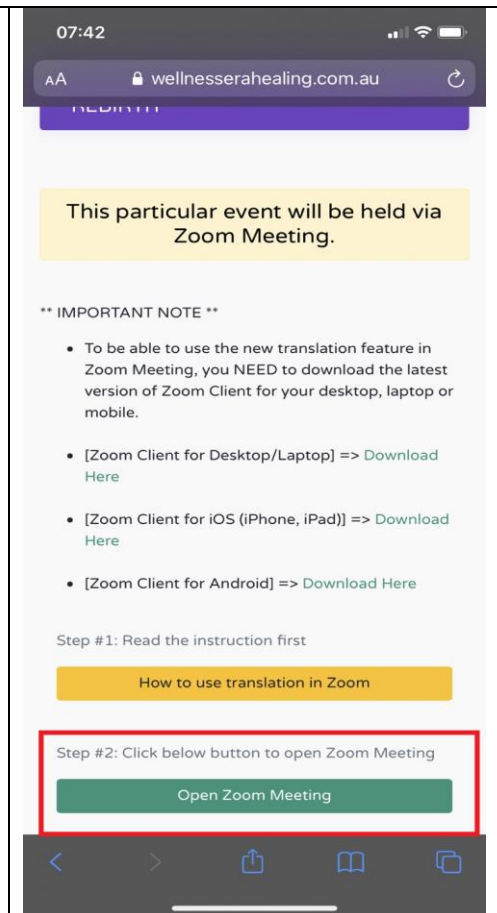 07:42
AA wellnesserahealing.com.au
REBIRTH
This particular event will be held via
Zoom Meeting.
** IMPORTANT NOTE **
• To be able to use the new translation feature in
Zoom Meeting, you NEED to download the latest
version of Zoom Client for your desktop, laptop or
mobile.
• [Zoom Client for Desktop/Laptop] => Download
Here
• [Zoom Client for iOS (iPhone, iPad)] => Download
Here
• [Zoom Client for Android] => Download Here
Step #1: Read the instruction first
How to use translation in Zoom
Step #2: Click below button to open Zoom Meeting
Open Zoom Meeting